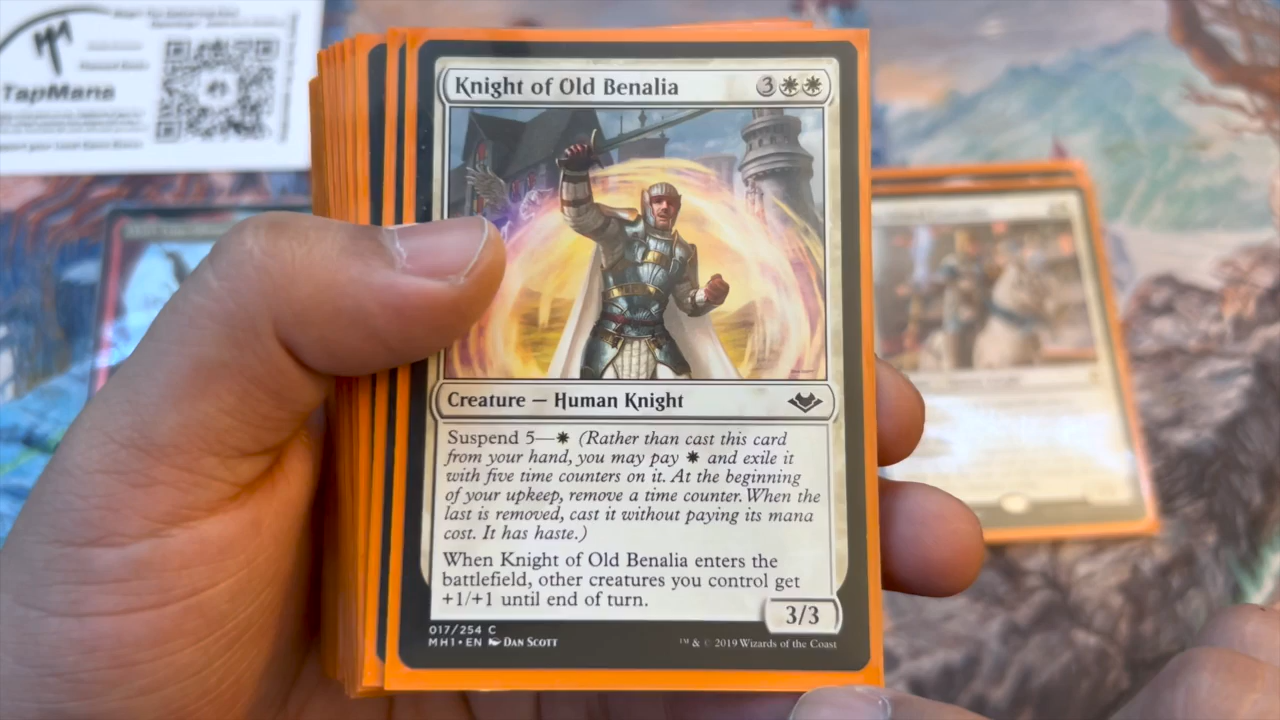 TapMana
Knight of Old Benalia 3
Creature — Human Knight
Suspend 5— (Rather than cast this card
from your hand, you may pay and exile it
with five time counters on it. At the beginning
of your upkeep, remove a time counter. When the
last is removed, cast it without paying its mana
cost. It has haste.)
When Knight of Old Benalia enters the
battlefield, other creatures you control get
+1/+1 until end of turn.
3/3
017/254 C
MH1 • EN Dan Scott
™ & © 2019 Wizards of the Coast